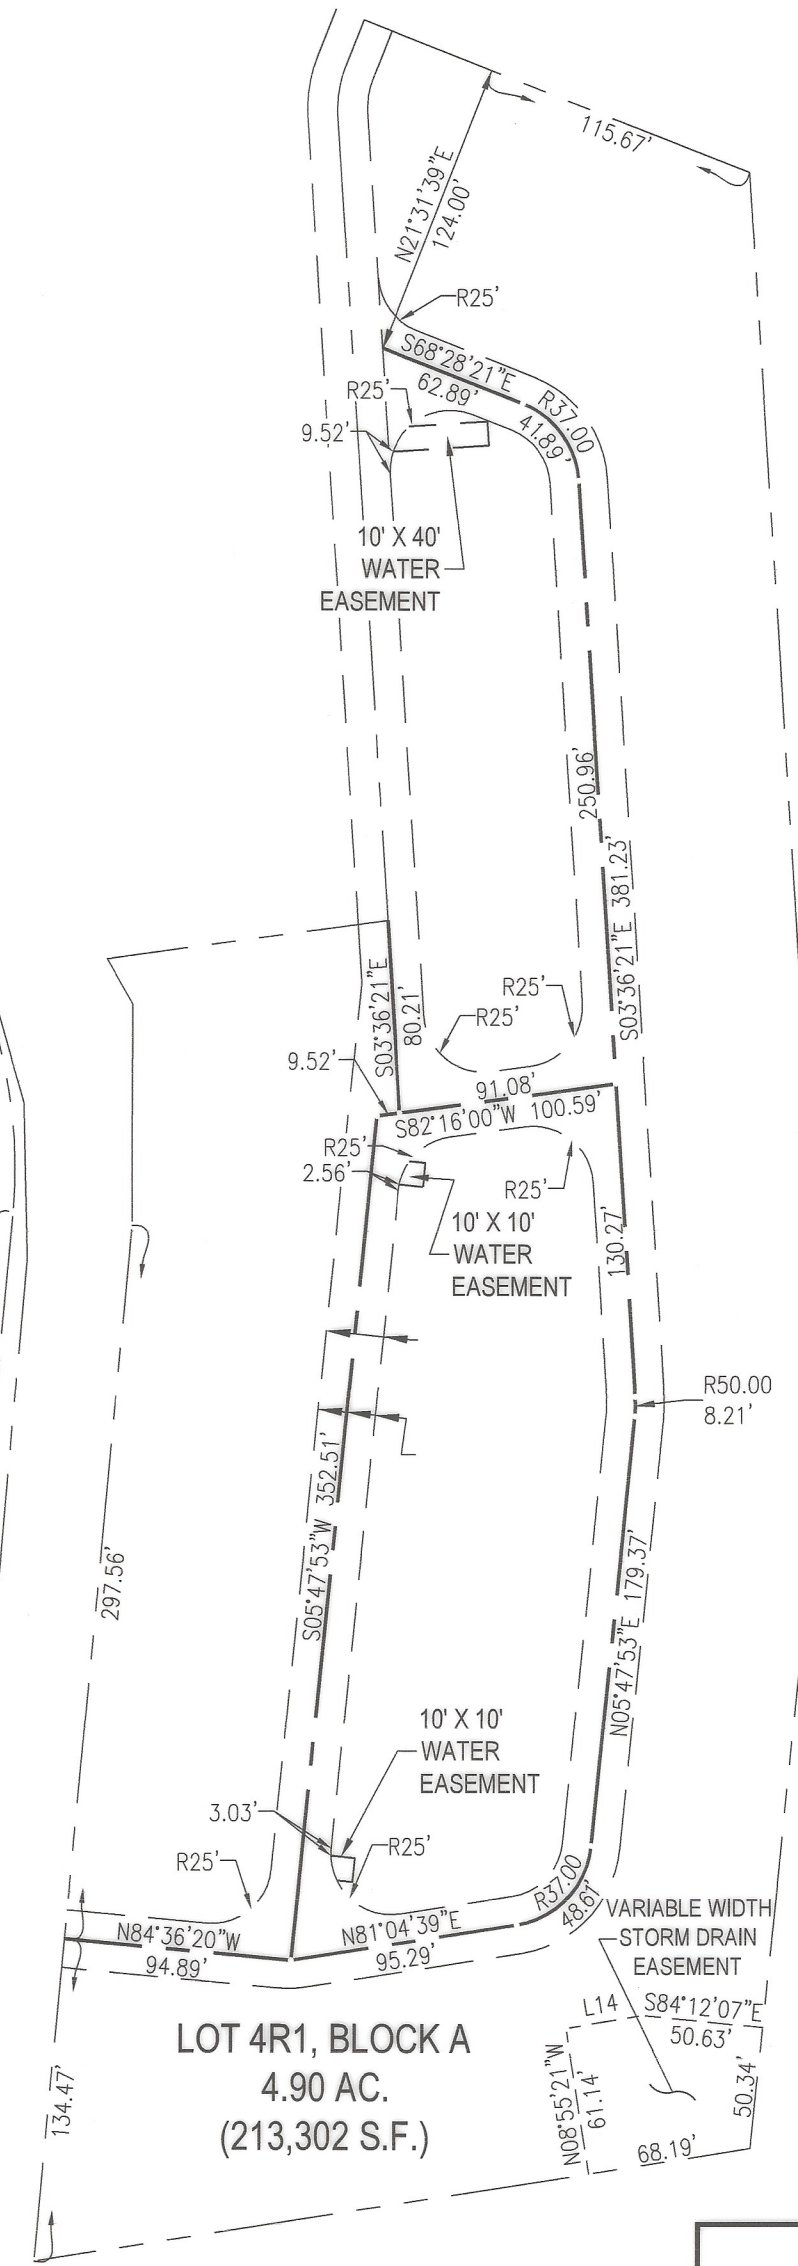 115.67'
N21°31'39"E
124.00'
R25'
S68°28'21"E
62.89'
R37.00
41.89'
R25'
9.52'
10' X 40'
WATER
EASEMENT
250.96'
S03°36'21"E 381.23'
S03°36'21"E
80.21'
R25'
R25'
9.52'
91.08'
S82°16'00"W 100.59'
R25'
2.56'
R25'
10' X 10'
WATER
EASEMENT
130.27'
R50.00
8.21'
S05°47'53"W 352.51'
297.56'
N05°47'53"E 179.37'
10' X 10'
WATER
EASEMENT
3.03'
R25'
R25'
R37.00
48.61'
N84°36'20"W
94.89'
N81°04'39"E
95.29'
VARIABLE WIDTH
STORM DRAIN
EASEMENT
L14 S84°12'07"E
50.63'
N08°55'21"W
61.14'
50.34'
68.19'
134.47'
LOT 4R1, BLOCK A
4.90 AC.
(213,302 S.F.)